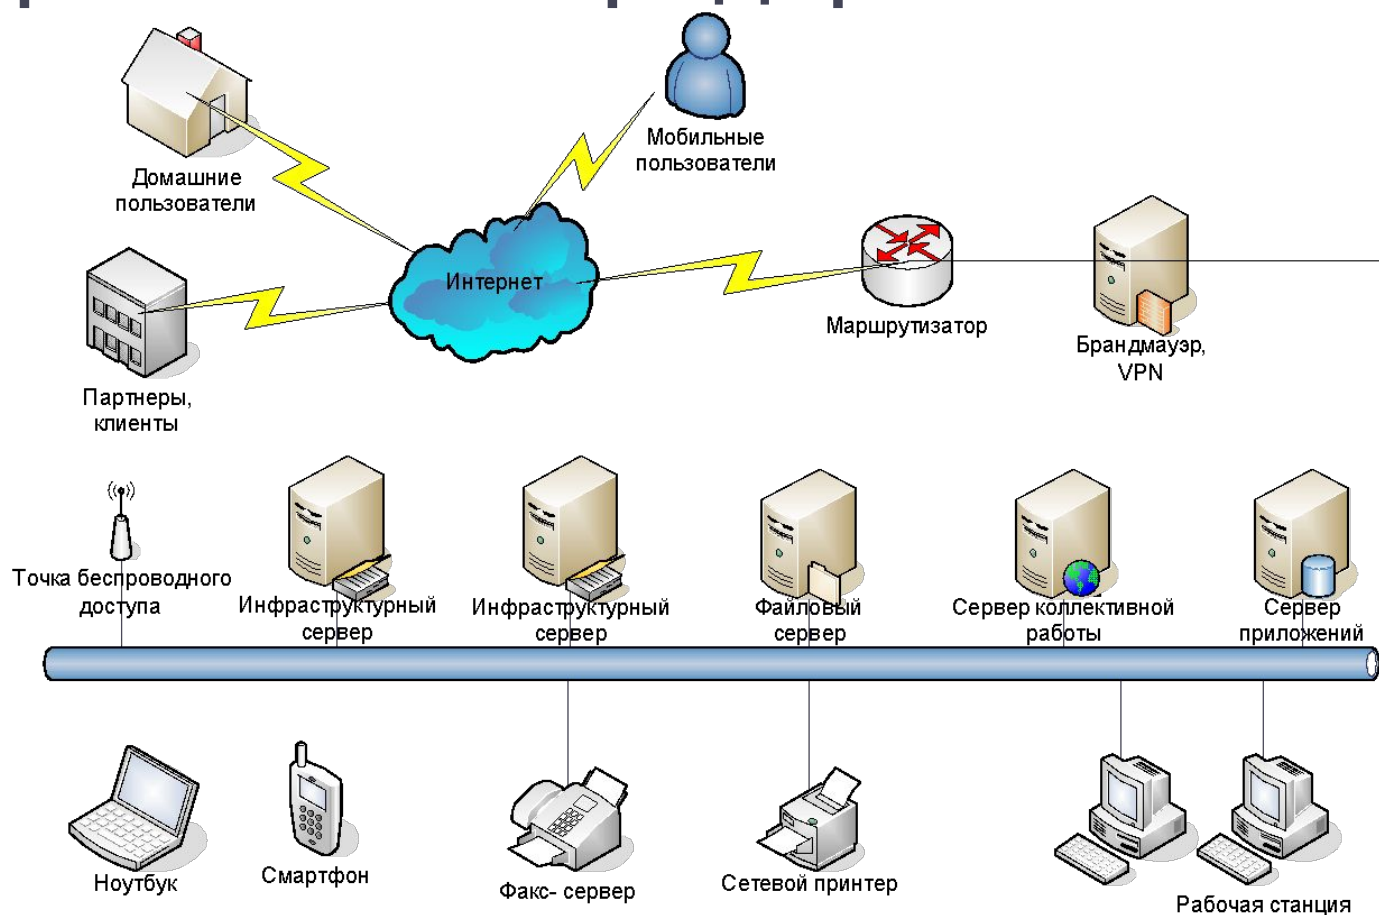 Мобильные
пользователи
Домашние
пользователи
Интернет
Маршрутизатор
Брандмауэр,
VPN
Партнеры,
клиенты
Точка беспроводного
доступа
Инфраструктурный
сервер
Инфраструктурный
сервер
Файловый
сервер
Сервер коллективной
работы
Сервер
приложений
Ноутбук
Смартфон
Факс- сервер
Сетевой принтер
Рабочая станция